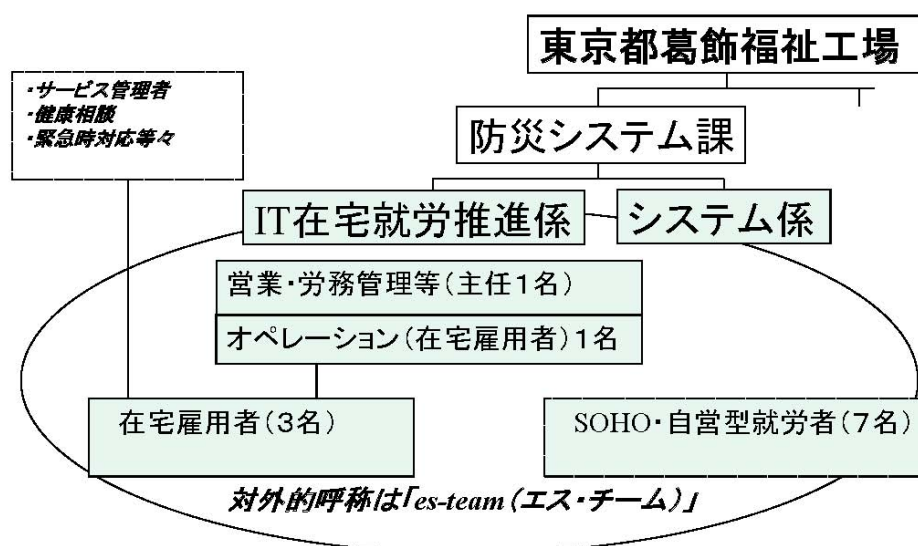 東京都葛飾福祉工場
・サービス管理者
・健康相談
・緊急時対応等々
防災システム課
IT在宅就労推進係
システム係
営業・労務管理等(主任1名)
オペレーション(在宅雇用者)1名
在宅雇用者(3名)
SOHO・自営型就労者(7名)
対外的呼称は「es-team(エス・チーム)」